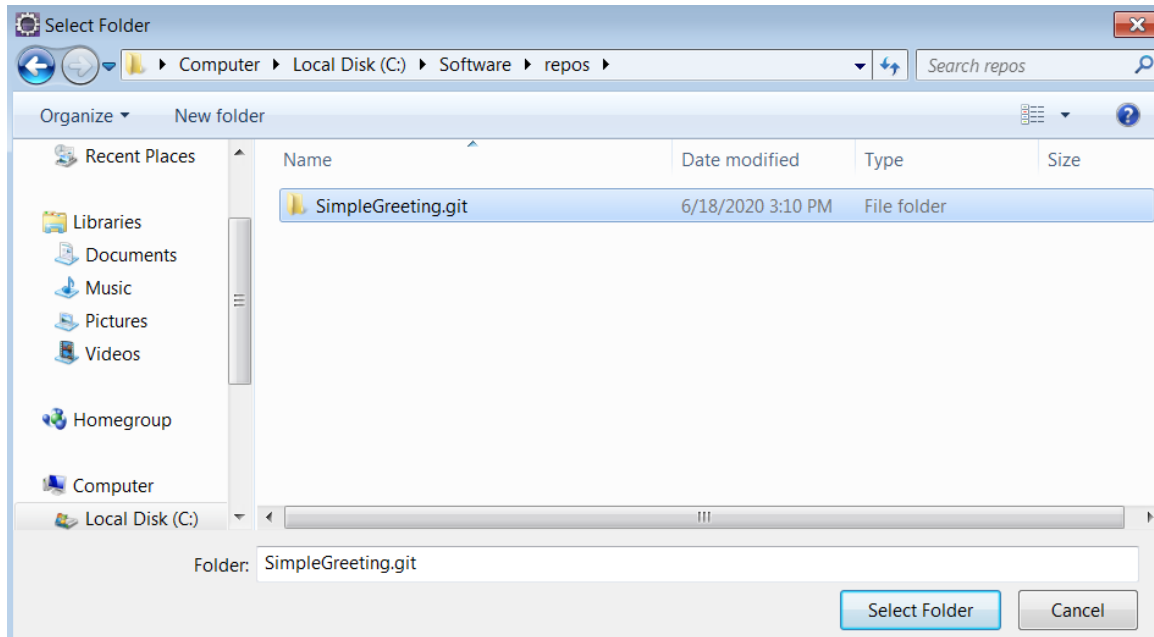 Select Folder
Computer Local Disk (C:) Software repos Search repos
Organize New folder
Recent Places
Libraries
Documents
Music
Pictures
Videos
Homegroup
Computer
Local Disk (C:)
Name Date modified Type Size
SimpleGreeting.git 6/18/2020 3:10 PM File folder
Folder: SimpleGreeting.git
Select Folder Cancel